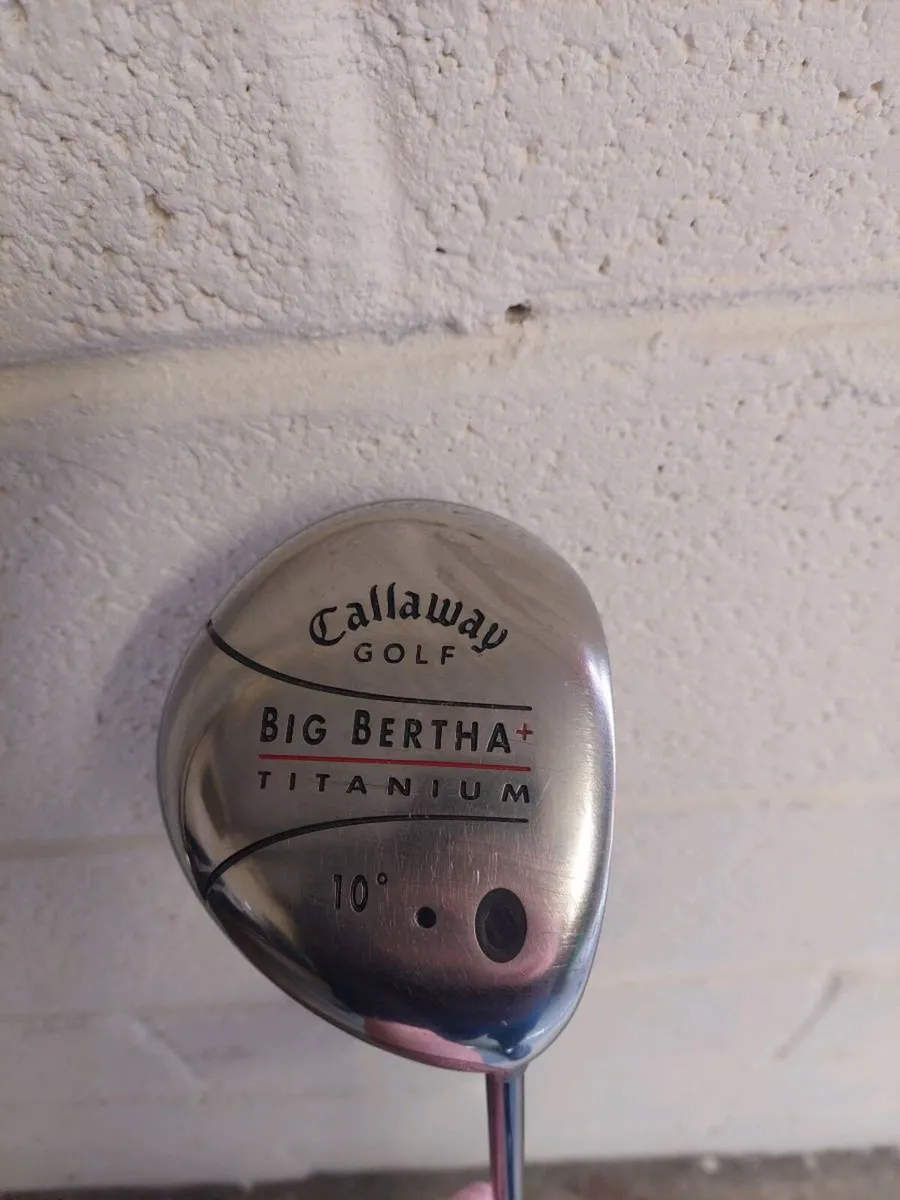 Callaway
GOLF
BIG BERTHA+
TITANIUM
10°